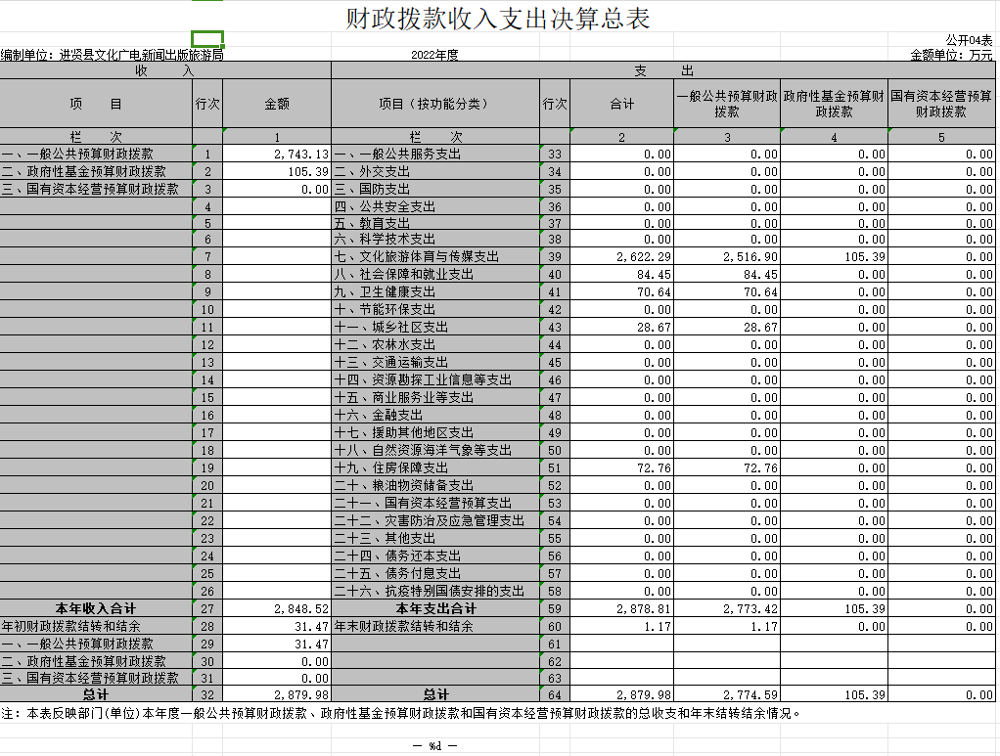 财政拨款收入支出决算总表
公开04表
编制单位：进贤县文化广电新闻出版旅游局 2022年度 金额单位：万元
收 入 支 出
项 目 行次 金额 项目（按功能分类） 行次 合计 一般公共预算财政拨款 政府性基金预算财政拨款 国有资本经营预算财政拨款
栏 次 1 栏 次 2 3 4 5
一、一般公共预算财政拨款 1 2,743.13 一、一般公共服务支出 33 0.00 0.00 0.00 0.00
二、政府性基金预算财政拨款 2 105.39 二、外交支出 34 0.00 0.00 0.00 0.00
三、国有资本经营预算财政拨款 3 0.00 三、国防支出 35 0.00 0.00 0.00 0.00
4 四、公共安全支出 36 0.00 0.00 0.00 0.00
5 五、教育支出 37 0.00 0.00 0.00 0.00
6 六、科学技术支出 38 0.00 0.00 0.00 0.00
7 七、文化旅游体育与传媒支出 39 2,622.29 2,516.90 105.39 0.00
8 八、社会保障和就业支出 40 84.45 84.45 0.00 0.00
9 九、卫生健康支出 41 70.64 70.64 0.00 0.00
10 十、节能环保支出 42 0.00 0.00 0.00 0.00
11 十一、城乡社区支出 43 28.67 28.67 0.00 0.00
12 十二、农林水支出 44 0.00 0.00 0.00 0.00
13 十三、交通运输支出 45 0.00 0.00 0.00 0.00
14 十四、资源勘探工业信息等支出 46 0.00 0.00 0.00 0.00
15 十五、商业服务业等支出 47 0.00 0.00 0.00 0.00
16 十六、金融支出 48 0.00 0.00 0.00 0.00
17 十七、援助其他地区支出 49 0.00 0.00 0.00 0.00
18 十八、自然资源海洋气象等支出 50 0.00 0.00 0.00 0.00
19 十九、住房保障支出 51 72.76 72.76 0.00 0.00
20 二十、粮油物资储备支出 52 0.00 0.00 0.00 0.00
21 二十一、国有资本经营预算支出 53 0.00 0.00 0.00 0.00
22 二十二、灾害防治及应急管理支出 54 0.00 0.00 0.00 0.00
23 二十三、其他支出 55 0.00 0.00 0.00 0.00
24 二十四、债务还本支出 56 0.00 0.00 0.00 0.00
25 二十五、债务付息支出 57 0.00 0.00 0.00 0.00
26 二十六、抗疫特别国债安排的支出 58 0.00 0.00 0.00 0.00
本年收入合计 27 2,848.52 本年支出合计 59 2,878.81 2,773.42 105.39 0.00
年初财政拨款结转和结余 28 31.47 年末财政拨款结转和结余 60 1.17 1.17 0.00 0.00
一、一般公共预算财政拨款 29 31.47 61
二、政府性基金预算财政拨款 30 0.00 62
三、国有资本经营预算财政拨款 31 0.00 63
总计 32 2,879.98 总计 64 2,879.98 2,774.59 105.39 0.00
注：本表反映部门(单位)本年度一般公共预算财政拨款、政府性基金预算财政拨款和国有资本经营预算财政拨款的总收支和年末结转结余情况。
— %d —